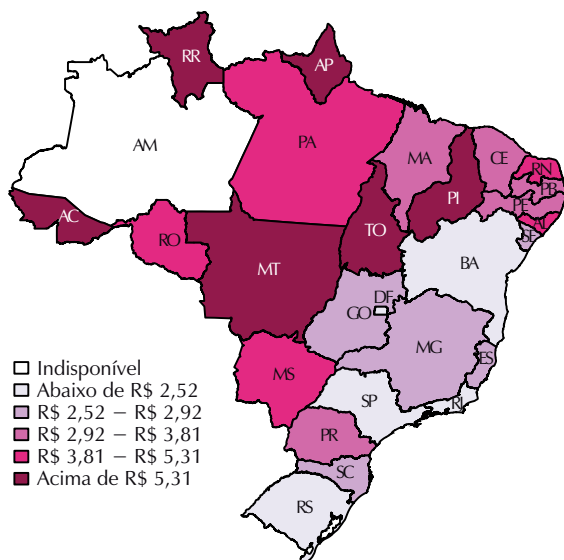 RR
AP
AM
PA
MA
CE
RN
PB
PE
AL
SE
PI
AC
RO
TO
MT
BA
DF
GO
MG
ES
MS
SP
RJ
PR
SC
RS
Indisponível
Abaixo de R$ 2,52
R$ 2,52 – R$ 2,92
R$ 2,92 – R$ 3,81
R$ 3,81 – R$ 5,31
Acima de R$ 5,31